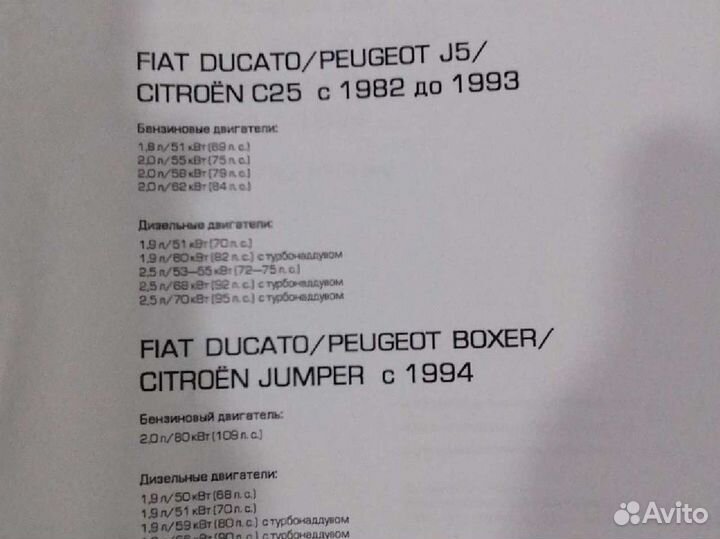 FIAT DUCATO/PEUGEOT J5/
CITROËN C25 с 1982 до 1993
Бензиновые двигатели:
1,8 л/51 кВт (69 л. с.)
2,0 л/55 кВт (75 л. с.)
2,0 л/58 кВт (79 л. с.)
2,0 л/62 кВт (84 л. с.)
Дизельные двигатели:
1,9 л/51 кВт (70 л. с.)
1,9 л/60 кВт (82 л. с.) с турбонаддувом
2,5 л/53—55 кВт (72—75 л. с.)
2,5 л/68 кВт (92 л. с.) с турбонаддувом
2,5 л/70 кВт (95 л. с.) с турбонаддувом
FIAT DUCATO/PEUGEOT BOXER/
CITROËN JUMPER с 1994
Бензиновый двигатель:
2,0 л/80 кВт (109 л. с.)
Дизельные двигатели:
1,9 л/50 кВт (68 л. с.)
1,9 л/51 кВт (70 л. с.)
1,9 л/59 кВт (80 л. с.) с турбонаддувом
Avito